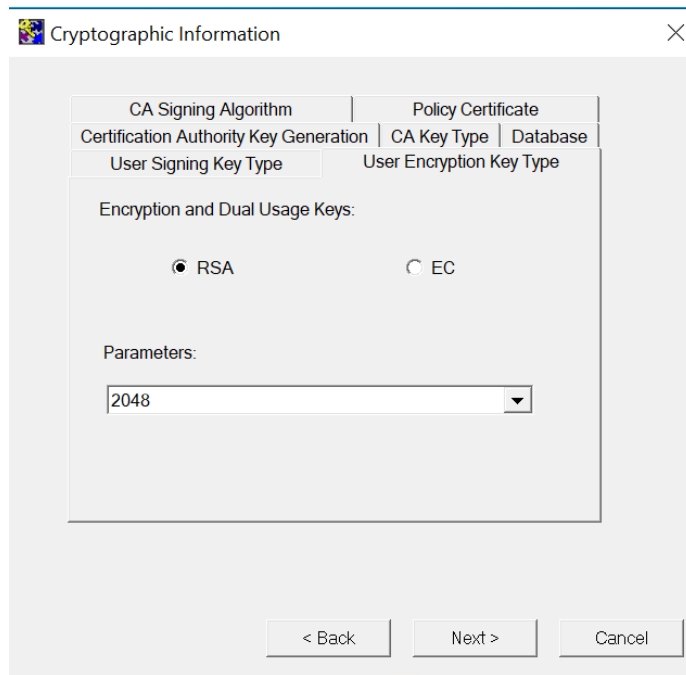 Cryptographic Information
CA Signing Algorithm Policy Certificate
Certification Authority Key Generation CA Key Type Database
User Signing Key Type User Encryption Key Type
Encryption and Dual Usage Keys:
RSA EC
Parameters:
2048
< Back Next > Cancel